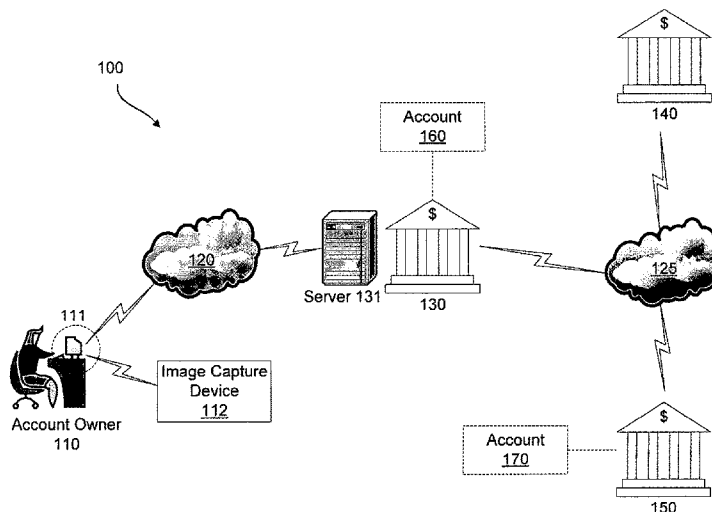 $
140
100
Account
160
$
120
Server 131
130
125
111
Image Capture
Device
112
Account Owner
110
$
Account
170
150